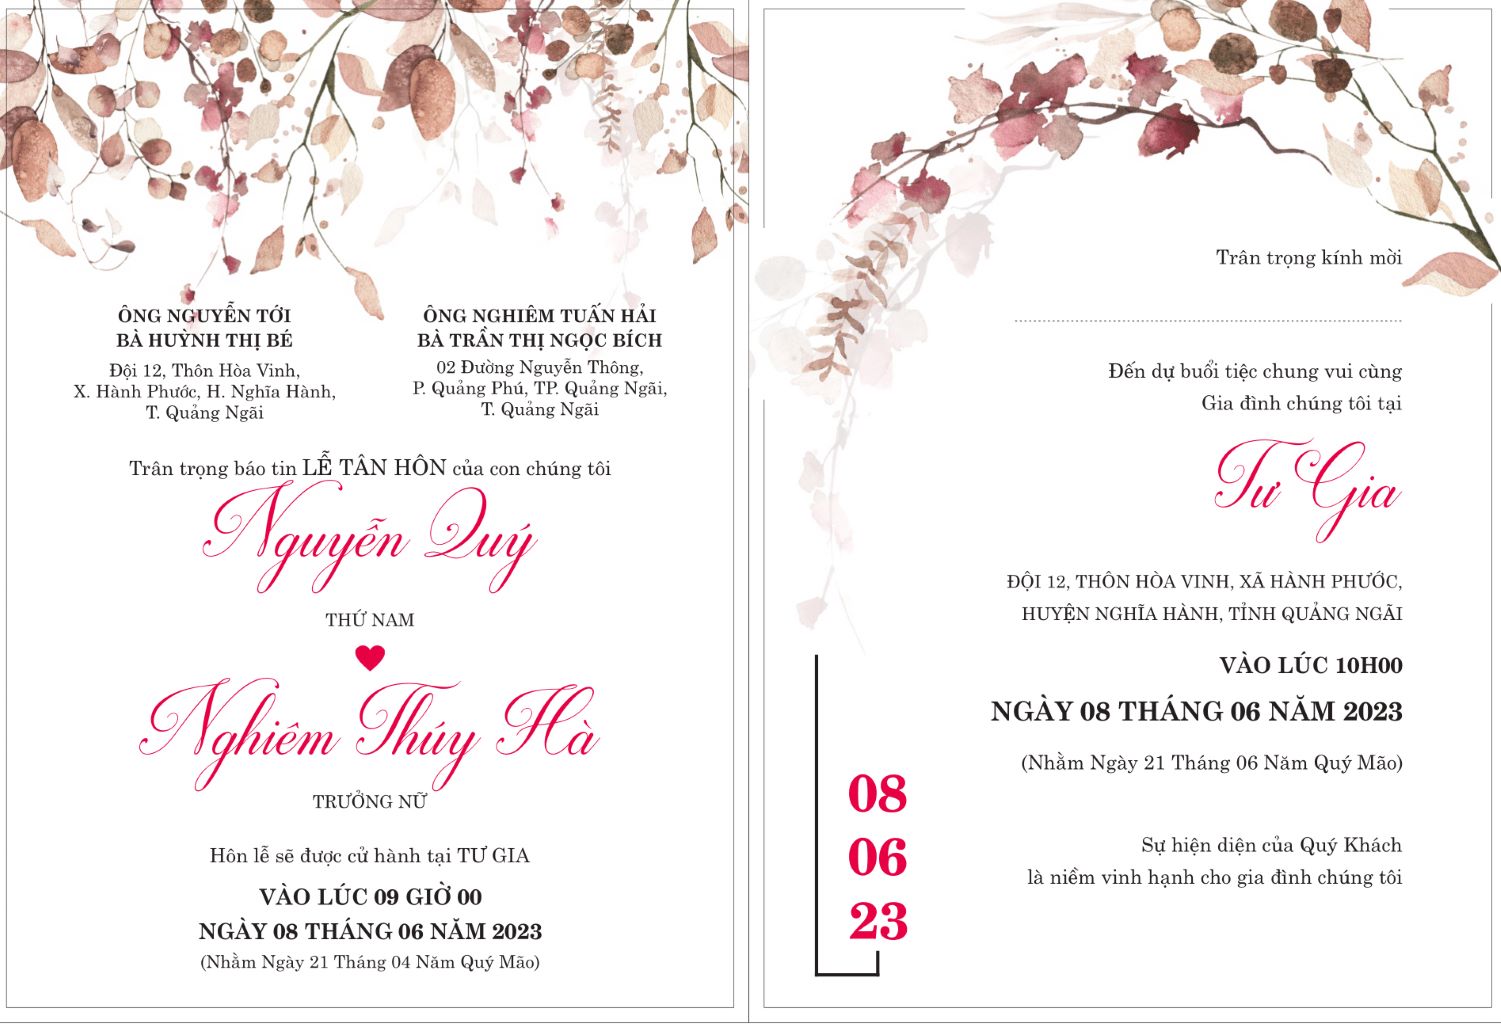 ÔNG NGUYỄN TỚI
BÀ HUỲNH THỊ BÉ
Đội 12, Thôn Hòa Vinh,
X. Hành Phước, H. Nghĩa Hành,
T. Quảng Ngãi
ÔNG NGHIÊM TUẤN HẢI
BÀ TRẦN THỊ NGỌC BÍCH
02 Đường Nguyễn Thông,
P. Quảng Phú, TP. Quảng Ngãi,
T. Quảng Ngãi
Trân trọng báo tin LỄ TÂN HÔN của con chúng tôi
Nguyễn Quý
THỨ NAM
Nghiêm Thúy Hà
TRƯỞNG NỮ
Hôn lễ sẽ được cử hành tại TƯ GIA
VÀO LÚC 09 GIỜ 00
NGÀY 08 THÁNG 06 NĂM 2023
(Nhằm Ngày 21 Tháng 04 Năm Quý Mão)
Trân trọng kính mời
Đến dự buổi tiệc chung vui cùng
Gia đình chúng tôi tại
Tư Gia
ĐỘI 12, THÔN HÒA VINH, XÃ HÀNH PHƯỚC,
HUYỆN NGHĨA HÀNH, TỈNH QUẢNG NGÃI
VÀO LÚC 10H00
NGÀY 08 THÁNG 06 NĂM 2023
(Nhằm Ngày 21 Tháng 06 Năm Quý Mão)
08
06
23
Sự hiện diện của Quý Khách
là niềm vinh hạnh cho gia đình chúng tôi